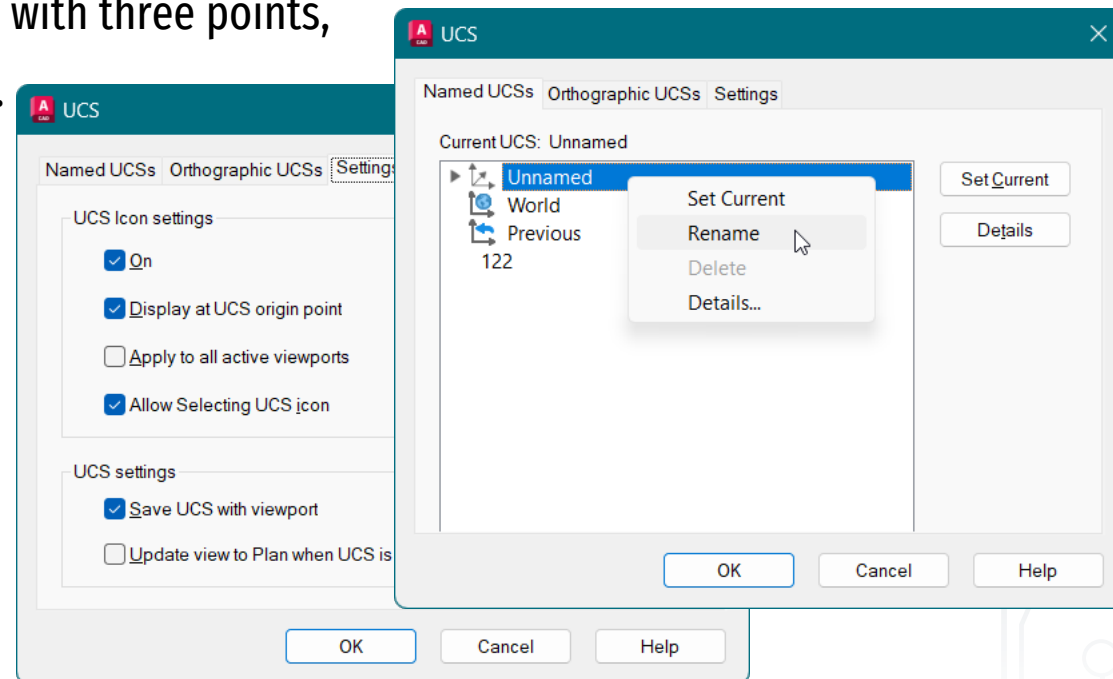 with three points,
UCS
Named UCSs Orthographic UCSs Settings
UCS Icon settings
On
Display at UCS origin point
Apply to all active viewports
Allow Selecting UCS icon
UCS settings
Save UCS with viewport
Update view to Plan when UCS is
OK Cancel Help
A CAD UCS
Named UCSs Orthographic UCSs Settings
Current UCS: Unnamed
Unnamed
World
Previous
122
Set Current
Rename
Delete
Details...
Set Current
Details
OK Cancel Help